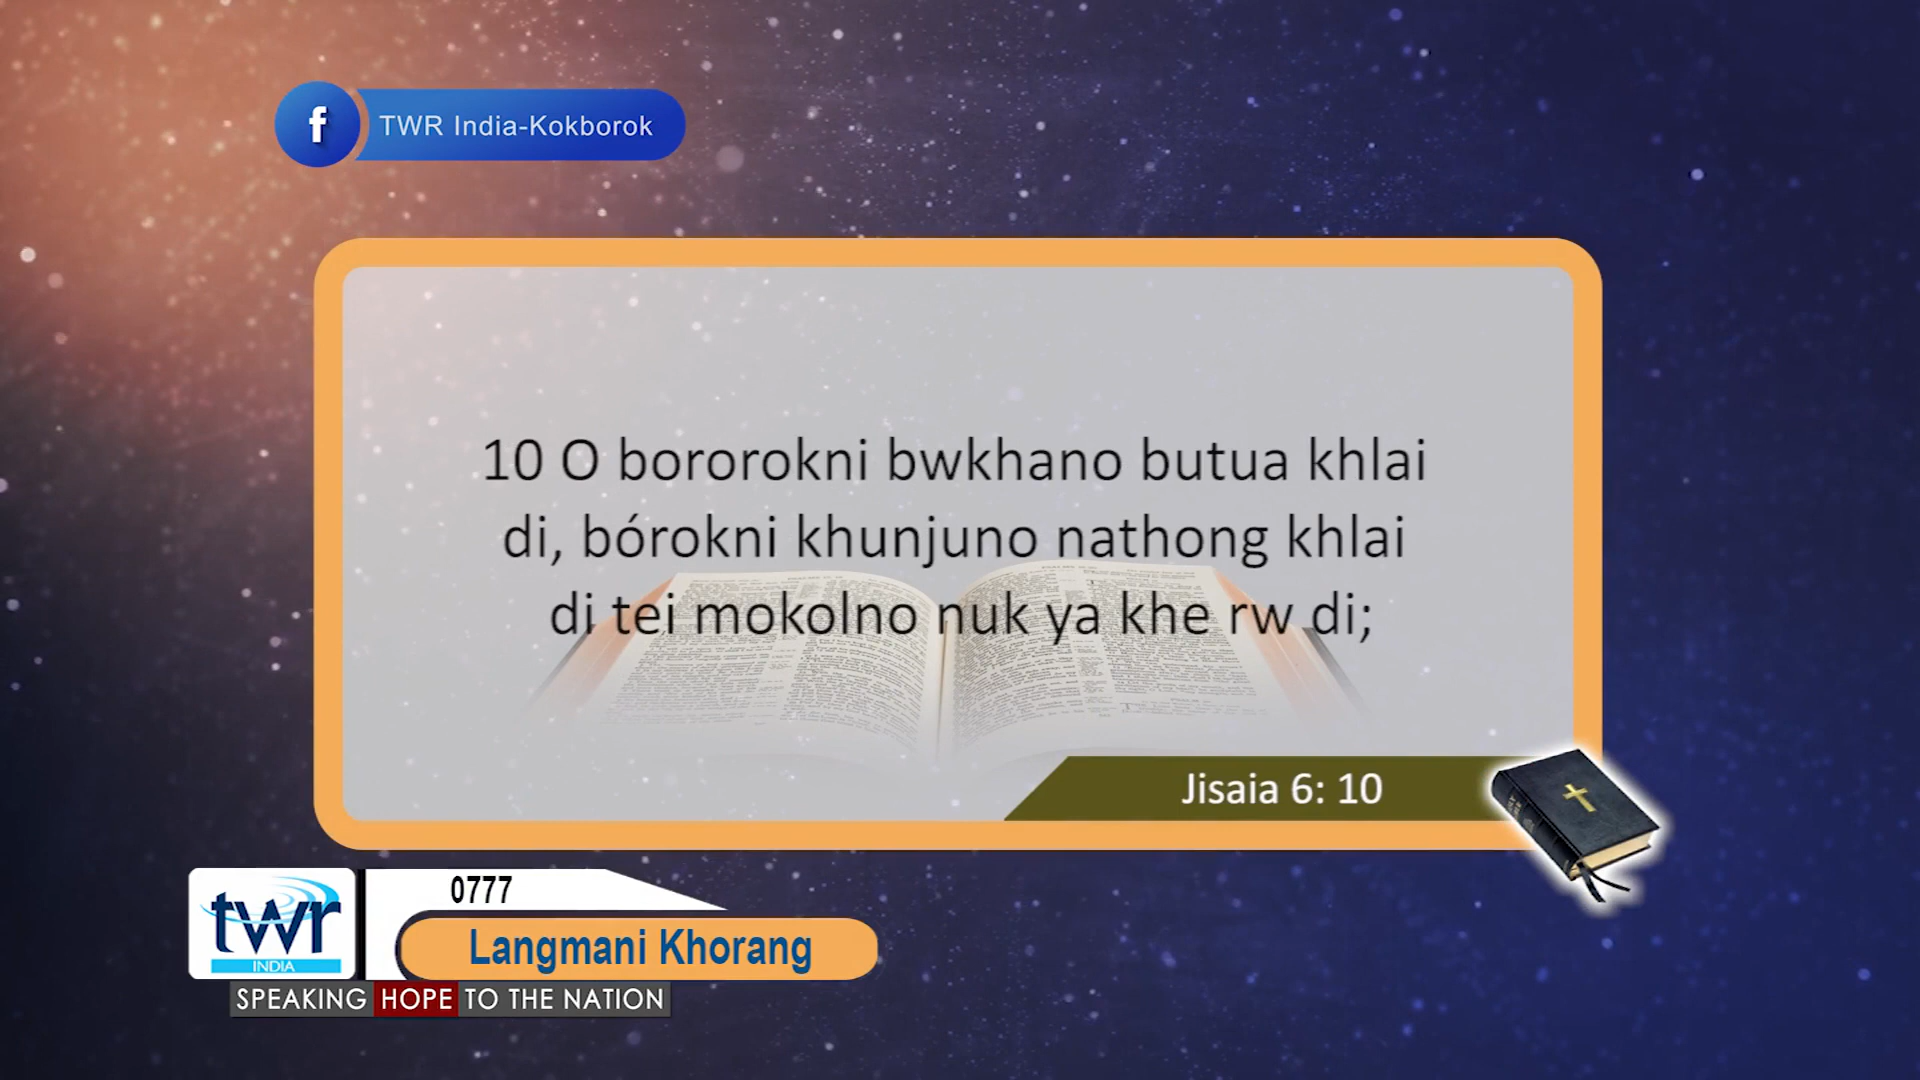 f TWR India-Kokborok
10 O bororokni bwkhano butua khlai
di, bórokni khunjuno nathong khlai
di tei mokolno nuk ya khe rw di;
Jisaia 6: 10
0777
twr
INDIA
Langmani Khorang
SPEAKING HOPE TO THE NATION